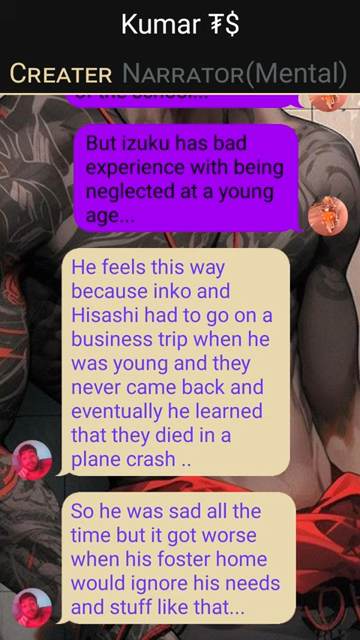 Kumar ₮$
CREATER NARRATOR(Mental)
of the school...
But izuku has bad
experience with being
neglected at a young
age...
He feels this way
because inko and
Hisashi had to go on a
business trip when he
was young and they
never came back and
eventually he learned
that they died in a
plane crash ..
So he was sad all the
time but it got worse
when his foster home
would ignore his needs
and stuff like that...